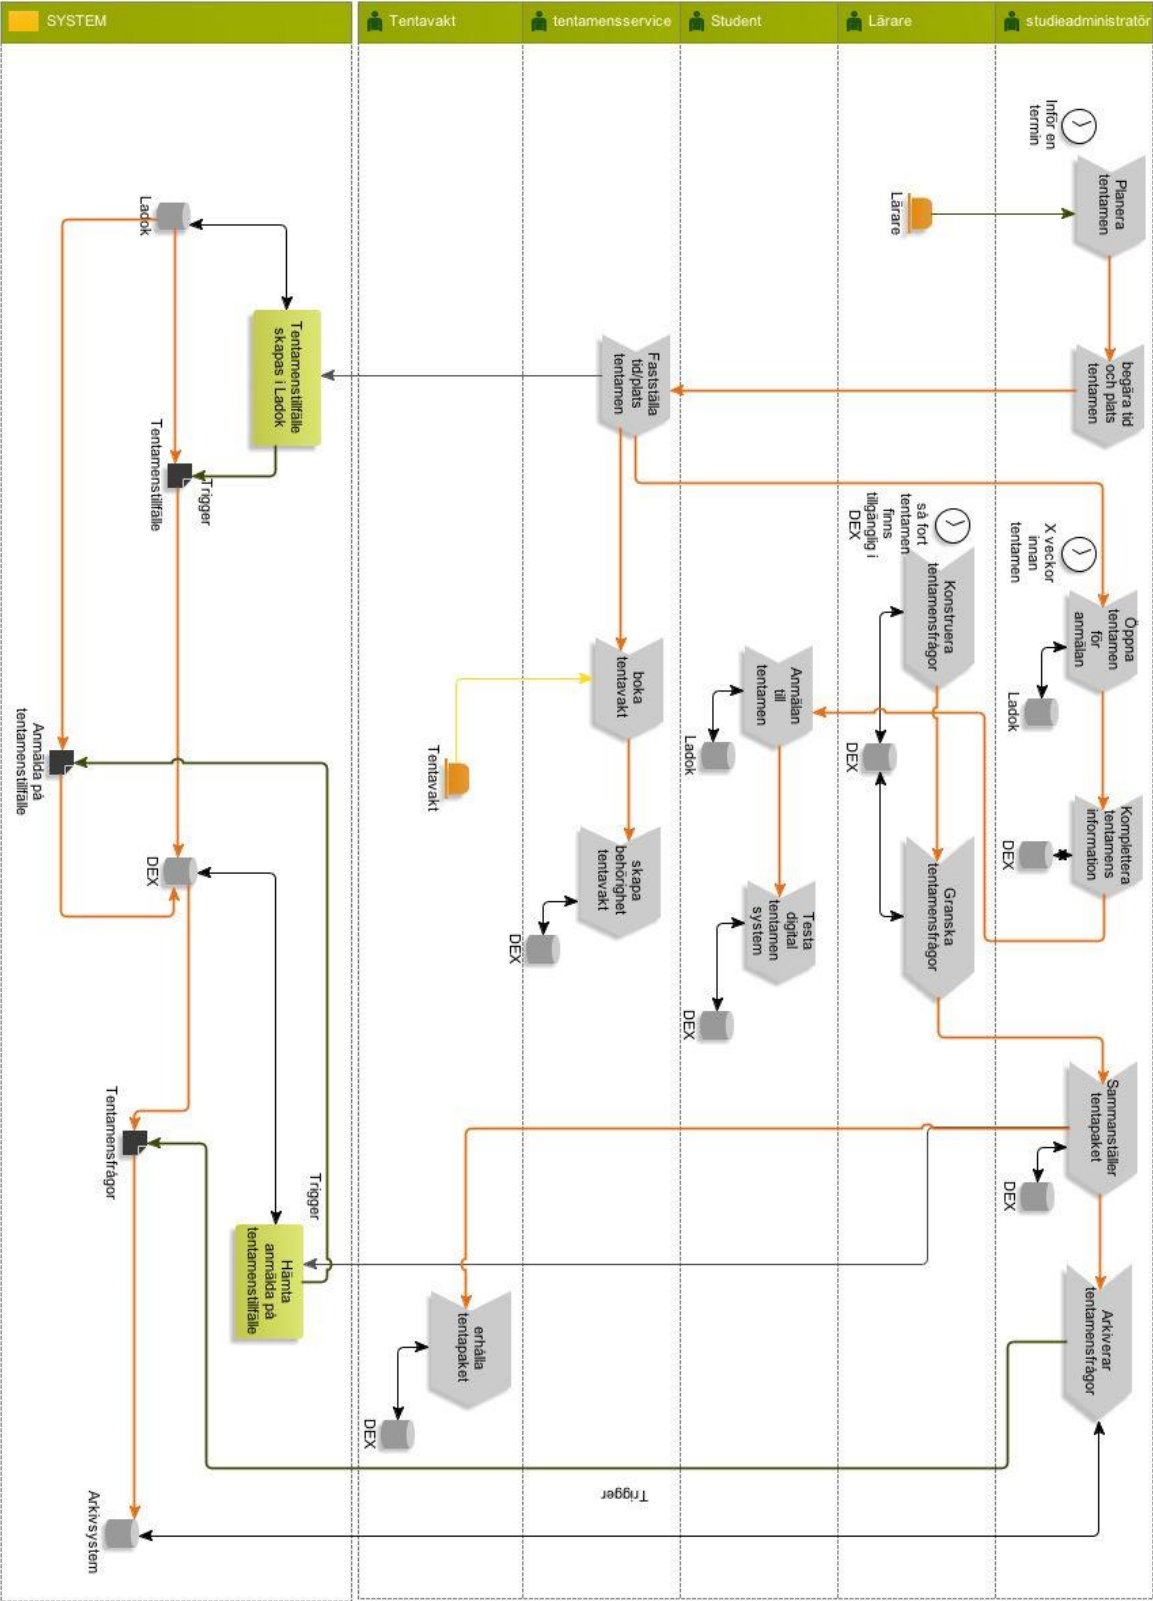 SYSTEM
Tentavakt
tentamensservice
Student
Lärare
studieadministratör
Inför en
termin
Planera
tentamen
Lärare
begära tid
och plats
tentamen
Fastställa
tid/plats
tentamen
Ladok
Tentamenstillfälle
skapas i Ladok
Trigger
Tentamenstillfälle
så fort
tentamen
finns
tillgänglig i
DEX
Konstruera
tentamensfrågor
X veckor
innan
tentamen
Öppna
tentamen
för
anmälan
Ladok
boka
tentavakt
Anmälan
till
tentamen
Ladok
DEX
Tentavakt
Anmälda på
tentamenstillfälle
Komplettera
tentamens
information
DEX
Granska
tentamensfrågor
DEX
skapa
behörighet
tentavakt
DEX
Testa
digital
tentamen
system
DEX
Sammanställer
tentapaket
DEX
Tentamensfrågor
Trigger
Hämta
anmälda på
tentamenstillfälle
erhålla
tentapaket
DEX
Arkiverar
tentamensfrågor
Trigger
Arkivsystem